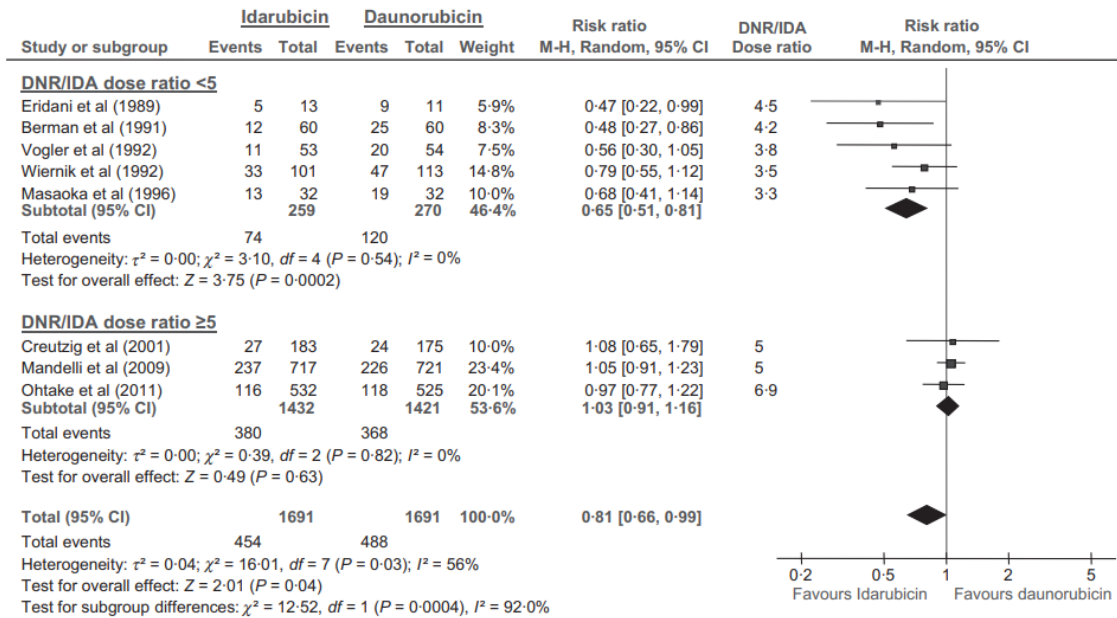 Idarubicin Daunorubicin Risk ratio DNR/IDA Risk ratio
Study or subgroup Events Total Events Total Weight M-H, Random, 95% CI Dose ratio M-H, Random, 95% CI
DNR/IDA dose ratio <5
Eridani et al (1989) 5 13 9 11 5·9% 0·47 [0·22, 0·99] 4·5
Berman et al (1991) 12 60 25 60 8·3% 0·48 [0·27, 0·86] 4·2
Vogler et al (1992) 11 53 20 54 7·5% 0·56 [0·30, 1·05] 3·8
Wiernik et al (1992) 33 101 47 113 14·8% 0·79 [0·55, 1·12] 3·5
Masaoka et al (1996) 13 32 19 32 10·0% 0·68 [0·41, 1·14] 3·3
Subtotal (95% CI) 259 270 46·4% 0·65 [0·51, 0·81]
Total events 74 120
Heterogeneity: τ² = 0·00; χ² = 3·10, df = 4 (P = 0·54); I² = 0%
Test for overall effect: Z = 3·75 (P = 0·0002)
DNR/IDA dose ratio ≥5
Creutzig et al (2001) 27 183 24 175 10·0% 1·08 [0·65, 1·79] 5
Mandelli et al (2009) 237 717 226 721 23·4% 1·05 [0·91, 1·23] 5
Ohtake et al (2011) 116 532 118 525 20·1% 0·97 [0·77, 1·22] 6·9
Subtotal (95% CI) 1432 1421 53·6% 1·03 [0·91, 1·16]
Total events 380 368
Heterogeneity: τ² = 0·00; χ² = 0·39, df = 2 (P = 0·82); I² = 0%
Test for overall effect: Z = 0·49 (P = 0·63)
Total (95% CI) 1691 1691 100·0% 0·81 [0·66, 0·99]
Total events 454 488
Heterogeneity: τ² = 0·04; χ² = 16·01, df = 7 (P = 0·03); I² = 56%
Test for overall effect: Z = 2·01 (P = 0·04)
Test for subgroup differences: χ² = 12·52, df = 1 (P = 0·0004), I² = 92·0%
0·2 0·5 1 2 5
Favours Idarubicin Favours daunorubicin